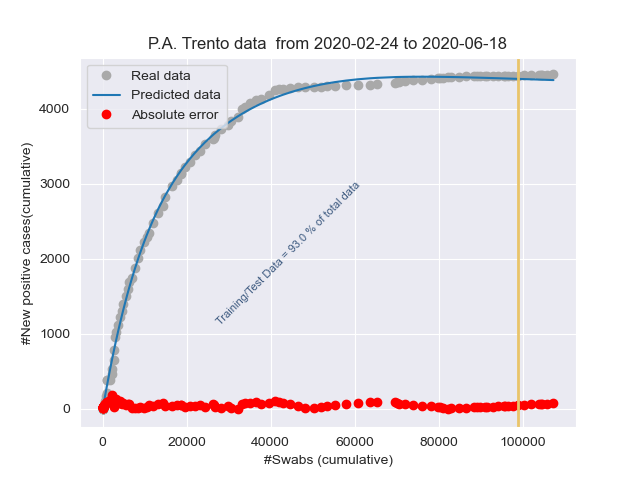 P.A. Trento data  from 2020-02-24 to 2020-06-18
Real data
Predicted data
Absolute error
4000
3000
2000
1000
0
#New positive cases(cumulative)
Training/Test Data = 93.0 % of total data
0
20000
40000
60000
80000
100000
#Swabs (cumulative)